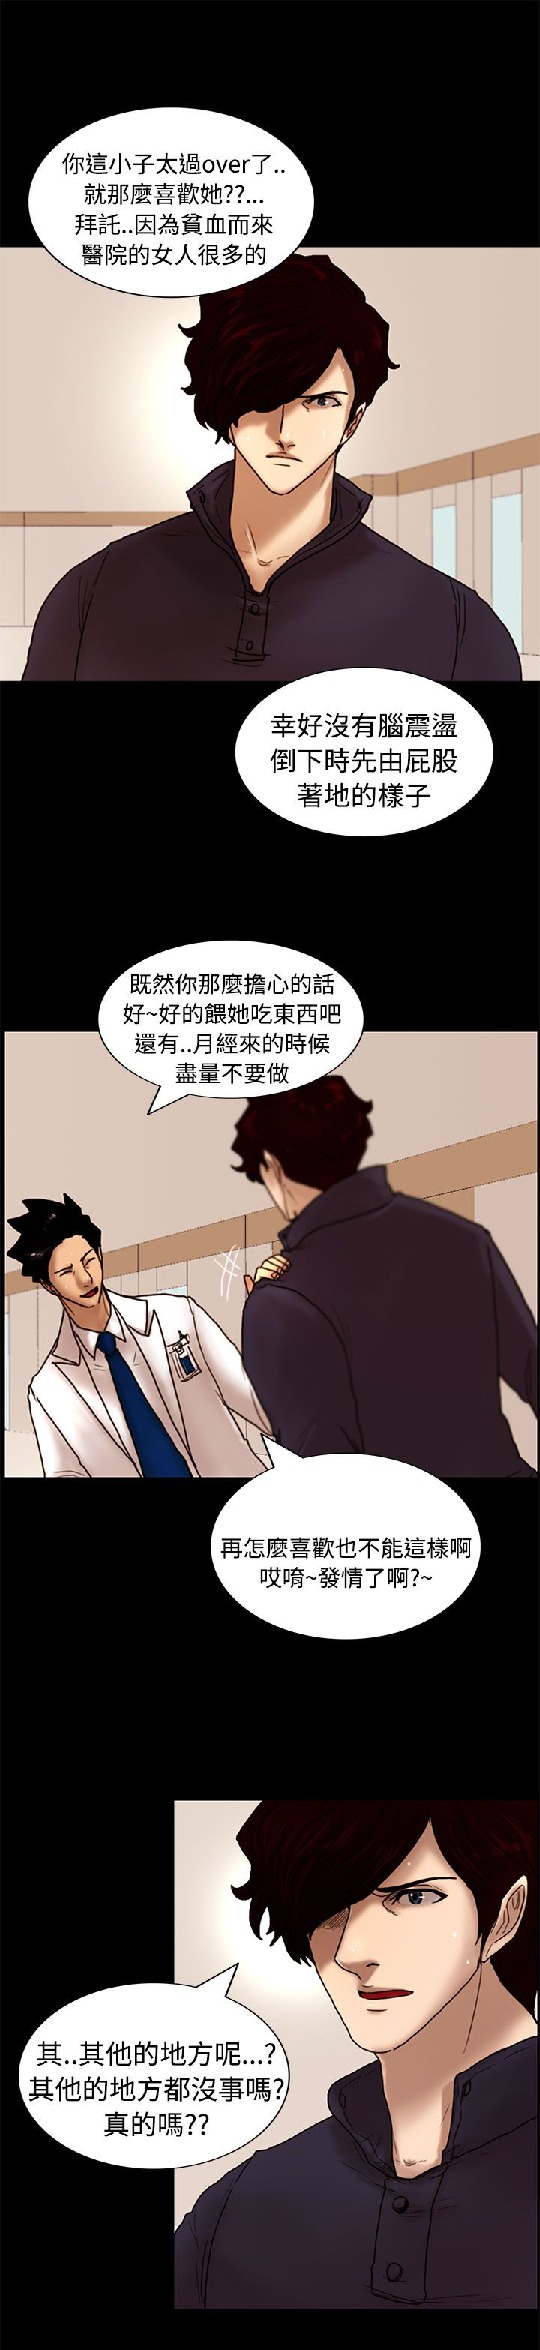 你這小子太過over了..
就那麼喜歡她??...
拜託..因為貧血而來
醫院的女人很多的
幸好沒有腦震盪
倒下時先由屁股
著地的樣子
既然你那麼擔心的話
好~好的餵她吃東西吧
還有..月經來的時候
盡量不要做
再怎麼喜歡也不能這樣啊
哎唷~發情了啊?~
其..其他的地方呢...?
其他的地方都沒事嗎?
真的嗎??